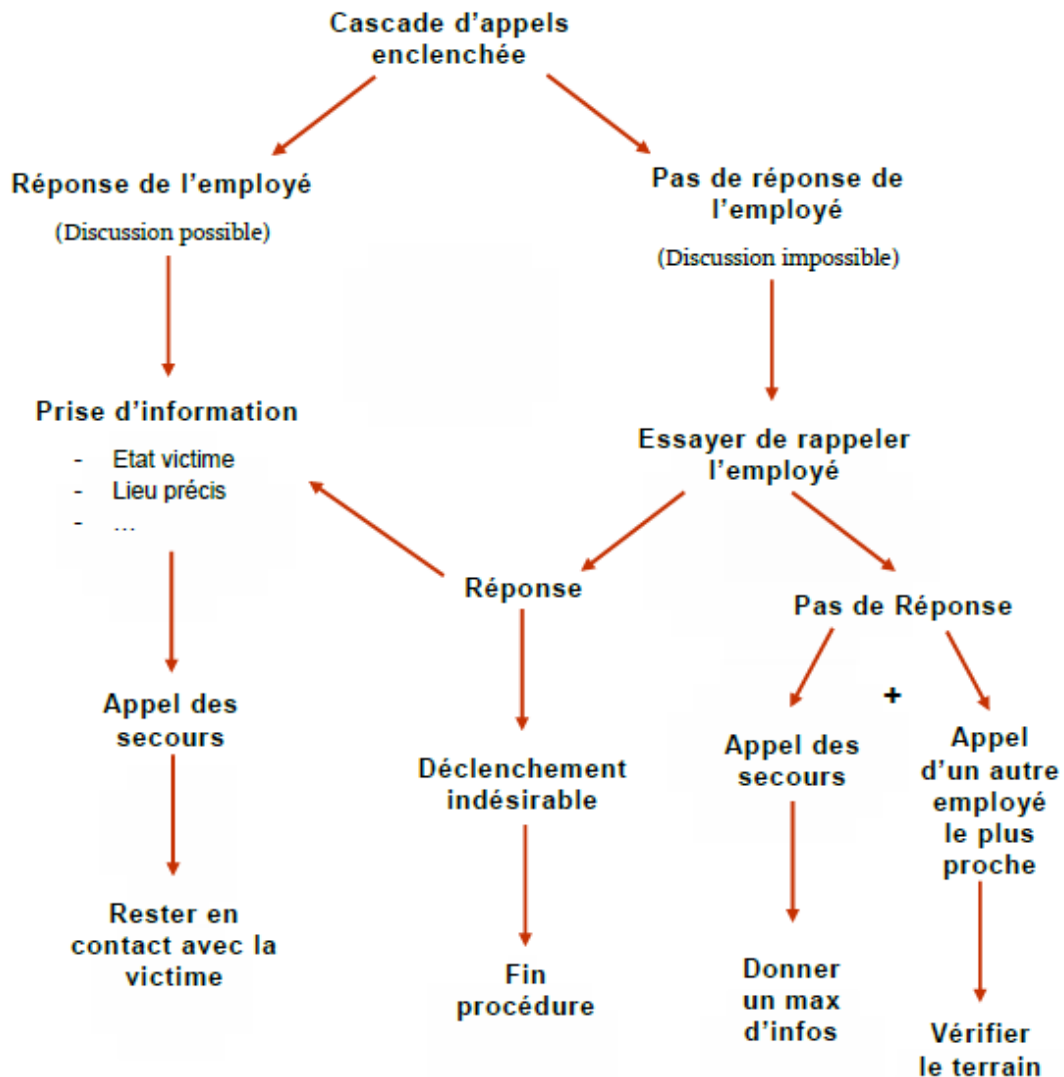 Cascade d'appels
enclenchée
Réponse de l'employé
(Discussion possible)
Pas de réponse de
l'employé
(Discussion impossible)
Prise d'information
- Etat victime
- Lieu précis
- ...
Essayer de rappeler
l'employé
Réponse
Pas de Réponse
Appel des
secours
+
Déclenchement
indésirable
Appel des
secours
Appel
d'un autre
employé
le plus
proche
Rester en
contact avec la
victime
Fin
procédure
Donner
un max
d'infos
Vérifier
le terrain